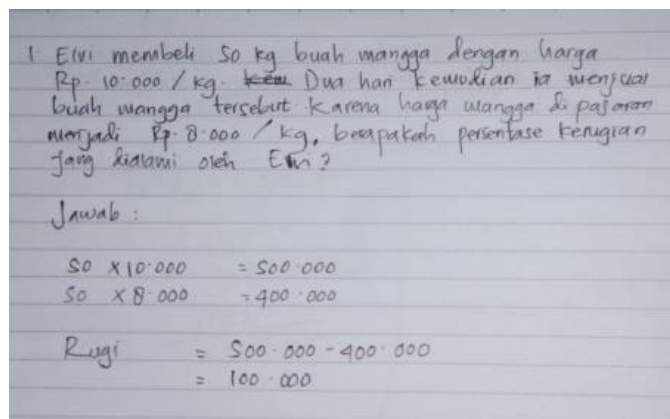 1. Elvi membeli 50 kg buah mangga dengan harga
Rp. 10.000 / kg. Dua hari kemudian ia menjual
buah mangga tersebut. Karena harga mangga di pasaran
menjadi Rp. 8.000 / kg, berapakah persentase kerugian
yang dialami oleh Elvi?
Jawab :
50 x 10.000 = 500.000
50 x 8.000 = 400.000
Rugi = 500.000 - 400.000
= 100.000